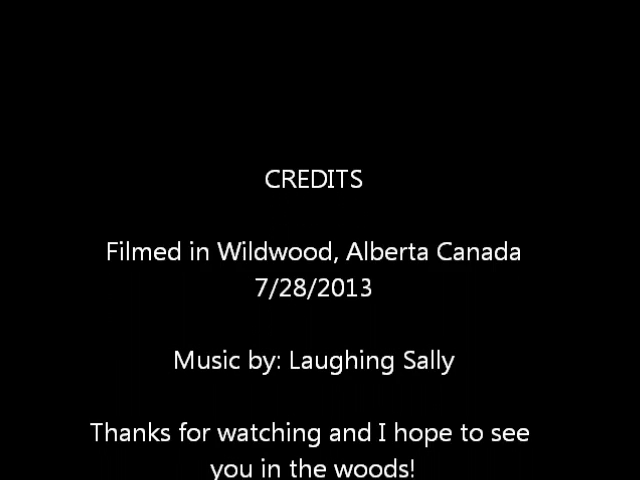 CREDITS
Filmed in Wildwood, Alberta Canada
7/28/2013
Music by: Laughing Sally
Thanks for watching and I hope to see
you in the woods!